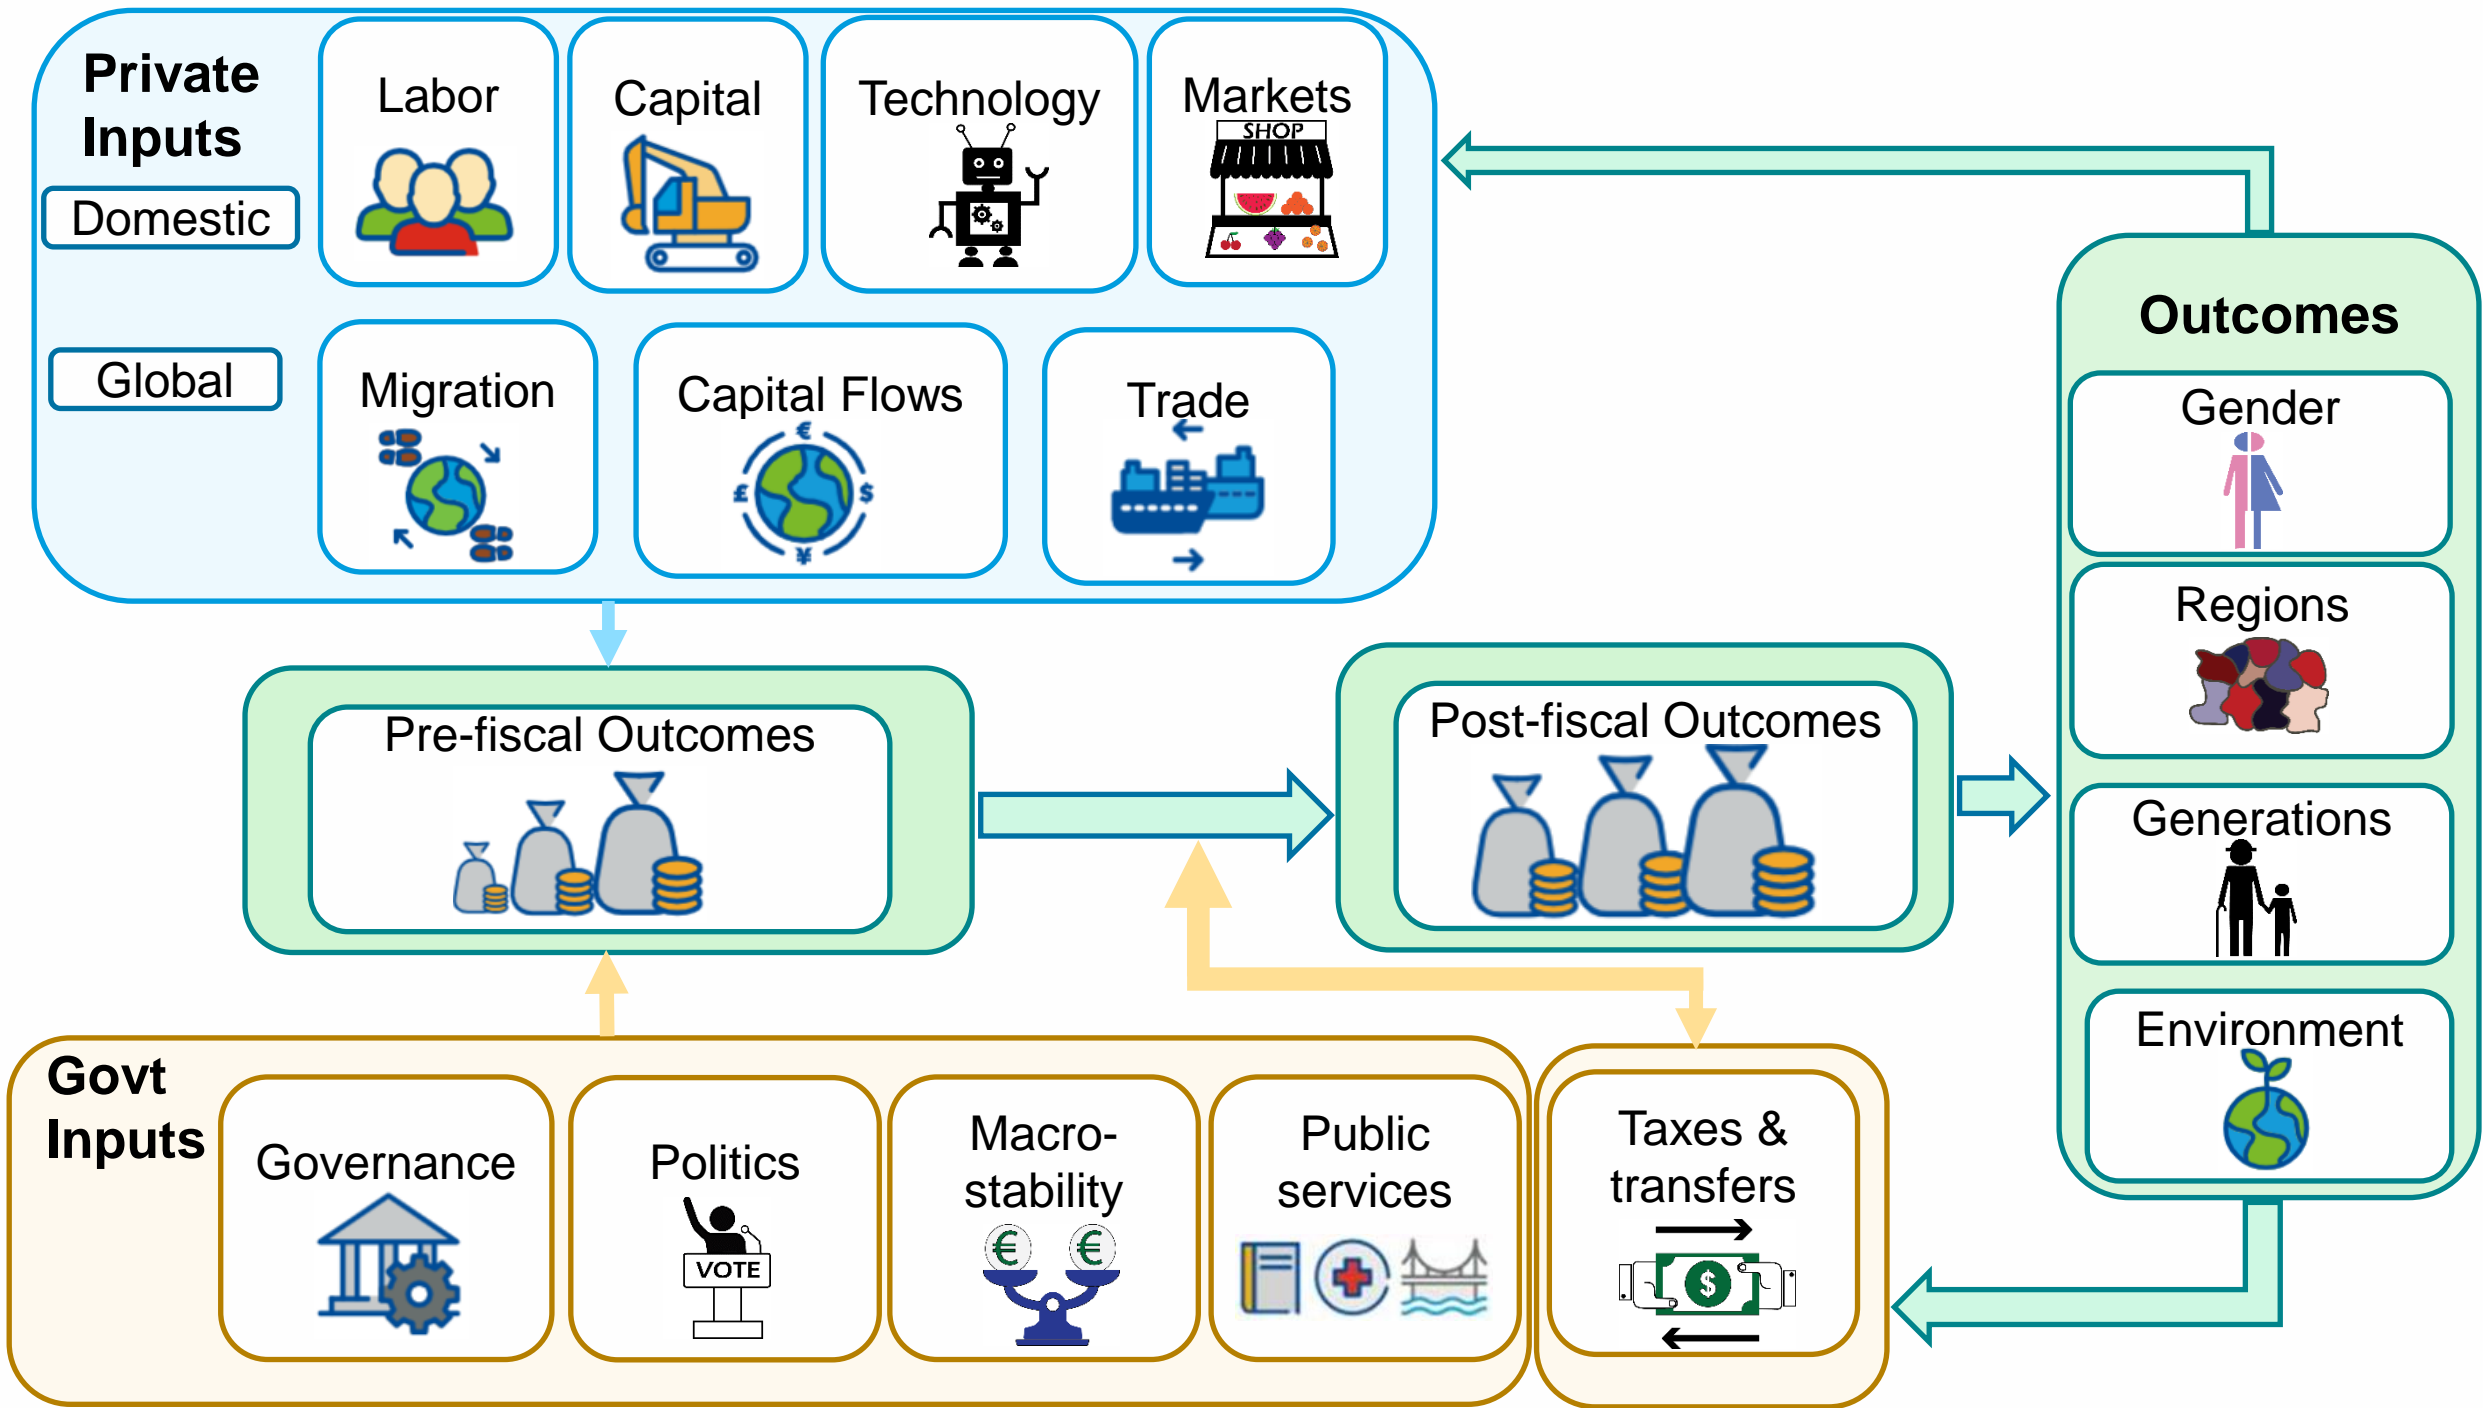 Private
Inputs
Domestic
Labor
Capital
Technology
Markets
SHOP
Global
Migration
Capital Flows
€
£
$
¥
Trade
Outcomes
Gender
Regions
Generations
Environment
Pre-fiscal Outcomes
Post-fiscal Outcomes
Govt
Inputs
Governance
Politics
VOTE
Macro-
stability
€ €
Public
services
Taxes &
transfers
$